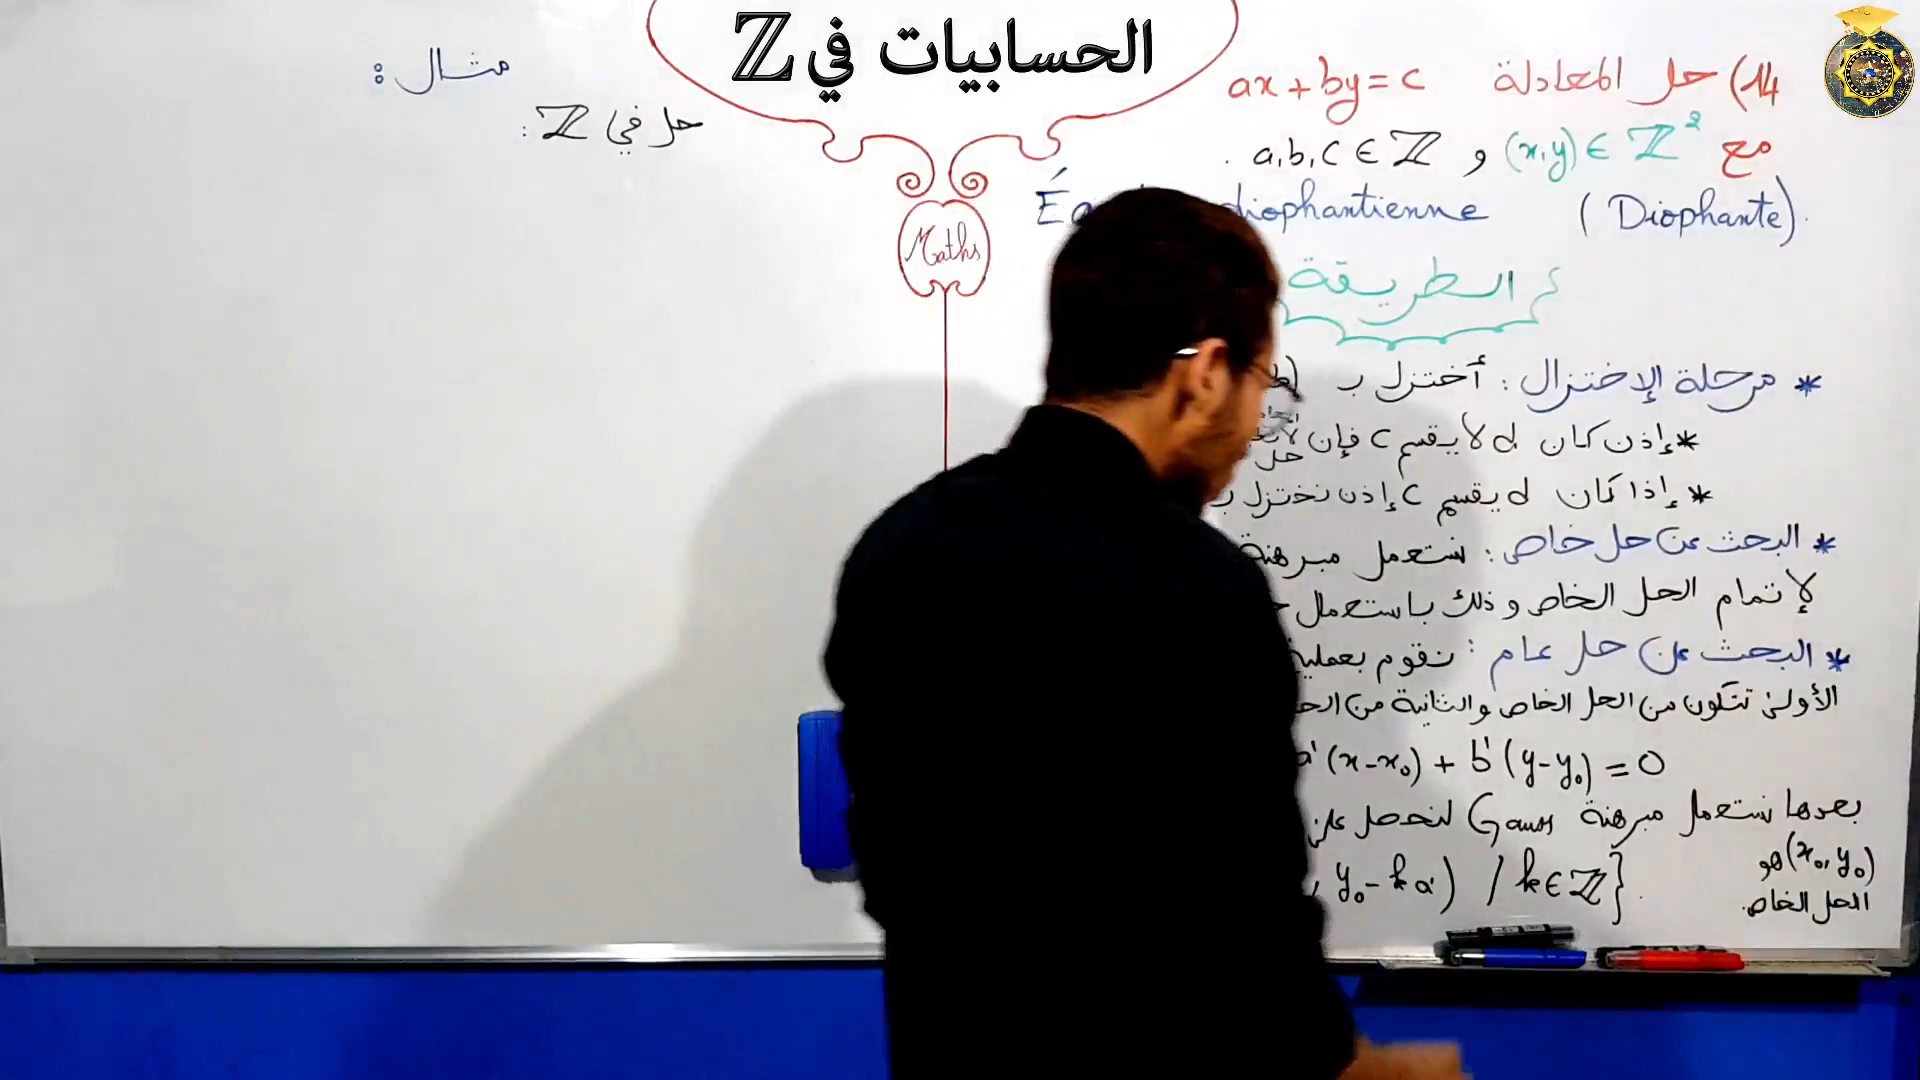 الحسابيات في ℤ
14) حل المعادلة ax + by = c
مع (x,y) ∈ ℤ² و a,b,c ∈ ℤ .
diophantienne (Diophante).
الطريقة
* مرحلة الإختزال : أختزل ب
* إذن كان d لا يقسم c فإن لا
حل
* إذا كان d يقسم c إذن نختزل ب
* البحث عن حل خاص : نستعمل مبرهنة
لإتمام الحل الخاص و ذلك باستعمال
* البحث عن حل عام : نقوم بعملية
الأولى تتكون من الحل الخاص والثانية من
a'(x-x₀) + b'(y-y₀) = 0
بعدها نستعمل مبرهنة Gauss لنحصل على
, y₀ - ka') / k ∈ ℤ} .
(x₀, y₀) هو
الحل الخاص.
Maths
مثال :
حل في ℤ :